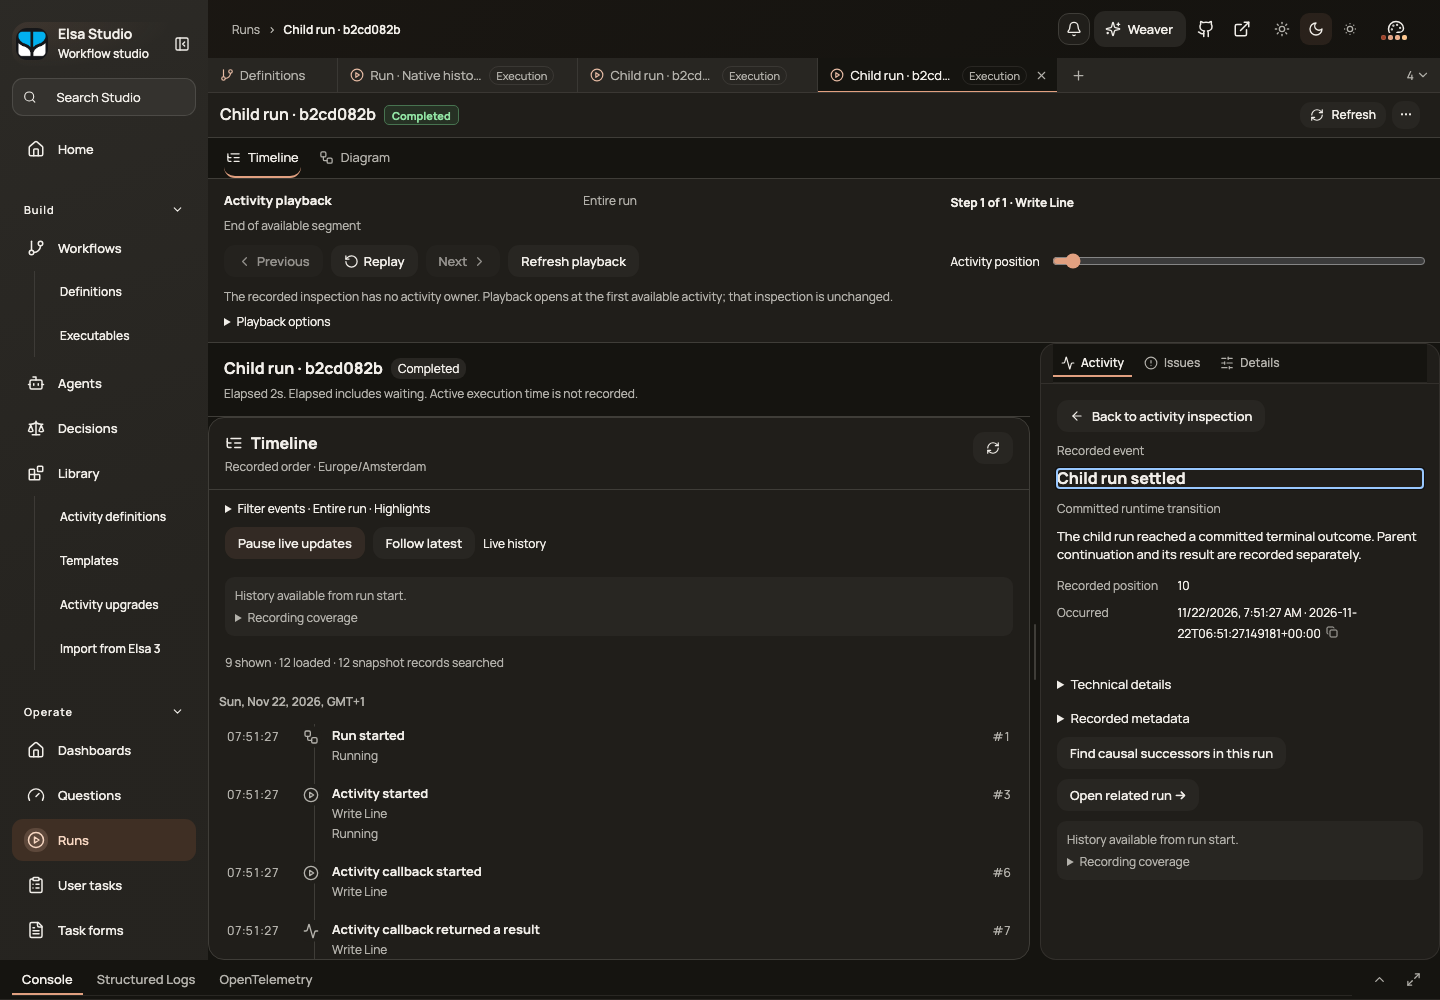 Elsa Studio
Workflow studio
Search Studio
Home
Build
Workflows
Definitions
Executables
Agents
Decisions
Library
Activity definitions
Templates
Activity upgrades
Import from Elsa 3
Operate
Dashboards
Questions
Runs
User tasks
Task forms
Runs › Child run · b2cd082b
Weaver
Definitions
Run · Native histo... Execution
Child run · b2cd... Execution
Child run · b2cd... Execution
4
Child run · b2cd082b Completed
Refresh
Timeline
Diagram
Activity playback
Entire run
Step 1 of 1 · Write Line
End of available segment
Previous
Replay
Next
Refresh playback
Activity position
The recorded inspection has no activity owner. Playback opens at the first available activity; that inspection is unchanged.
Playback options
Child run · b2cd082b Completed
Elapsed 2s. Elapsed includes waiting. Active execution time is not recorded.
Timeline
Recorded order · Europe/Amsterdam
Filter events · Entire run · Highlights
Pause live updates
Follow latest
Live history
History available from run start.
Recording coverage
9 shown · 12 loaded · 12 snapshot records searched
Sun, Nov 22, 2026, GMT+1
07:51:27 Run started #1
Running
07:51:27 Activity started #3
Write Line
Running
07:51:27 Activity callback started #6
Write Line
07:51:27 Activity callback returned a result #7
Write Line
Activity
Issues
Details
Back to activity inspection
Recorded event
Child run settled
Committed runtime transition
The child run reached a committed terminal outcome. Parent
continuation and its result are recorded separately.
Recorded position 10
Occurred 11/22/2026, 7:51:27 AM · 2026-11-
22T06:51:27.149181+00:00
Technical details
Recorded metadata
Find causal successors in this run
Open related run →
History available from run start.
Recording coverage
Console
Structured Logs
OpenTelemetry